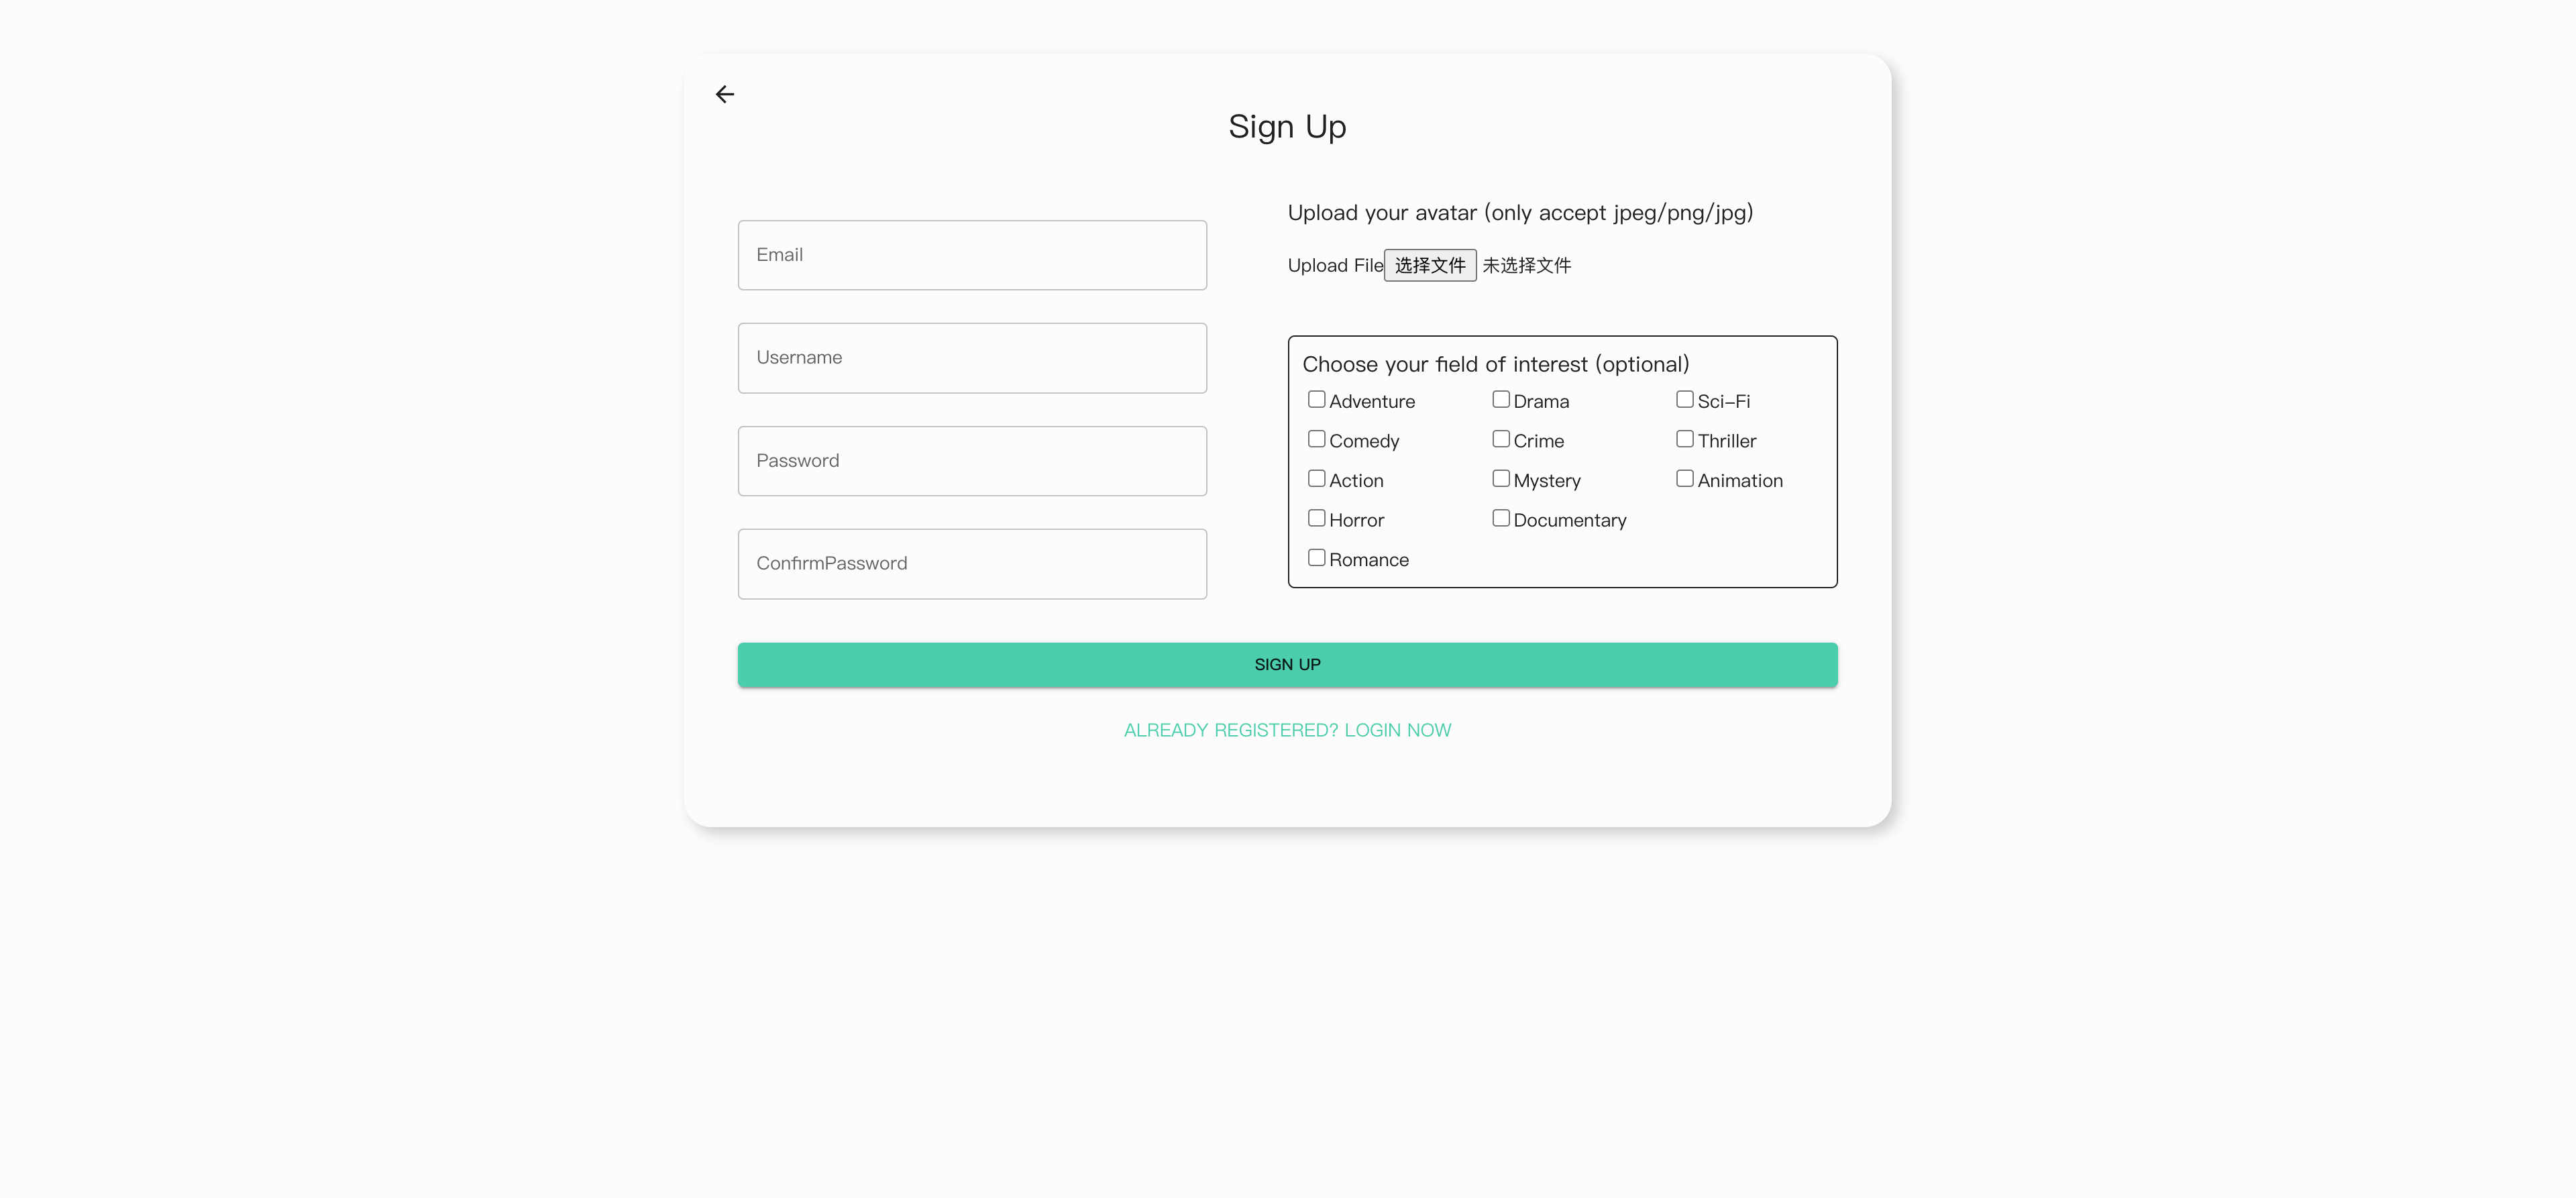 Sign Up
Email
Username
Password
ConfirmPassword
Upload your avatar (only accept jpeg/png/jpg)
Upload File 选择文件 未选择文件
Choose your field of interest (optional)
Adventure Drama Sci-Fi
Comedy Crime Thriller
Action Mystery Animation
Horror Documentary
Romance
SIGN UP
ALREADY REGISTERED? LOGIN NOW